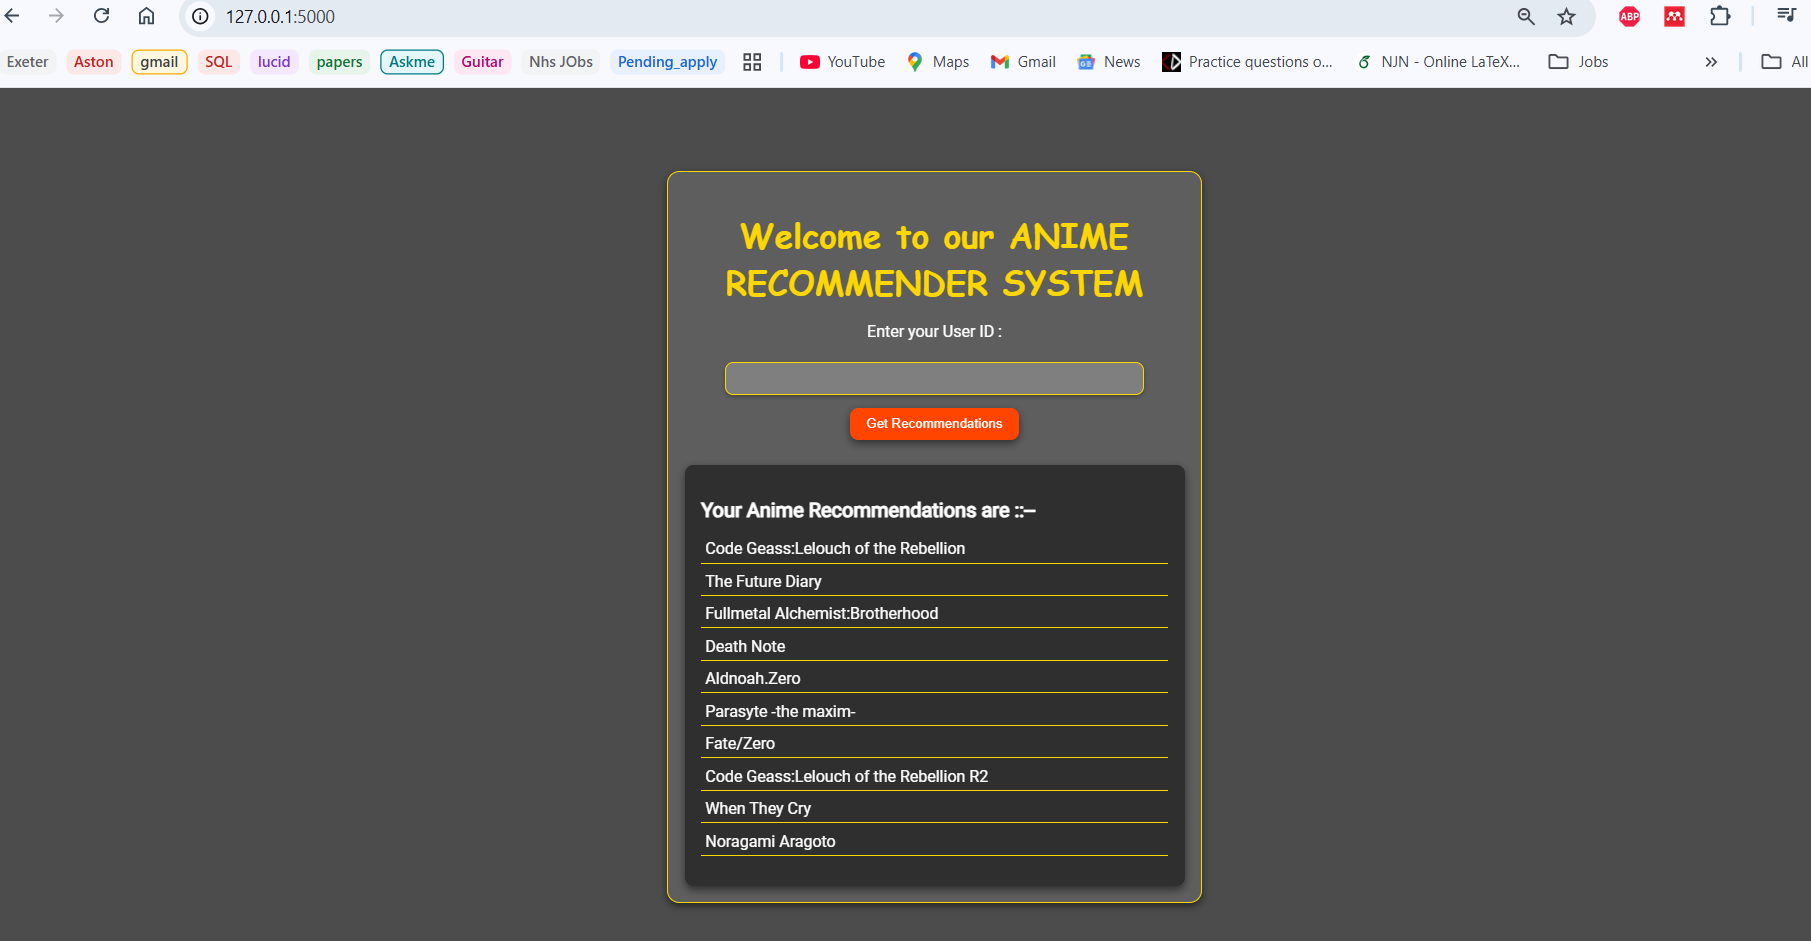 127.0.0.1:5000
ABP
Exeter Aston gmail SQL lucid papers Askme Guitar Nhs JObs Pending_apply YouTube Maps Gmail News Practice questions o... NJN - Online LaTeX... Jobs » All
Welcome to our ANIME
RECOMMENDER SYSTEM
Enter your User ID :
Get Recommendations
Your Anime Recommendations are ::--
Code Geass:Lelouch of the Rebellion
The Future Diary
Fullmetal Alchemist:Brotherhood
Death Note
Aldnoah.Zero
Parasyte -the maxim-
Fate/Zero
Code Geass:Lelouch of the Rebellion R2
When They Cry
Noragami Aragoto